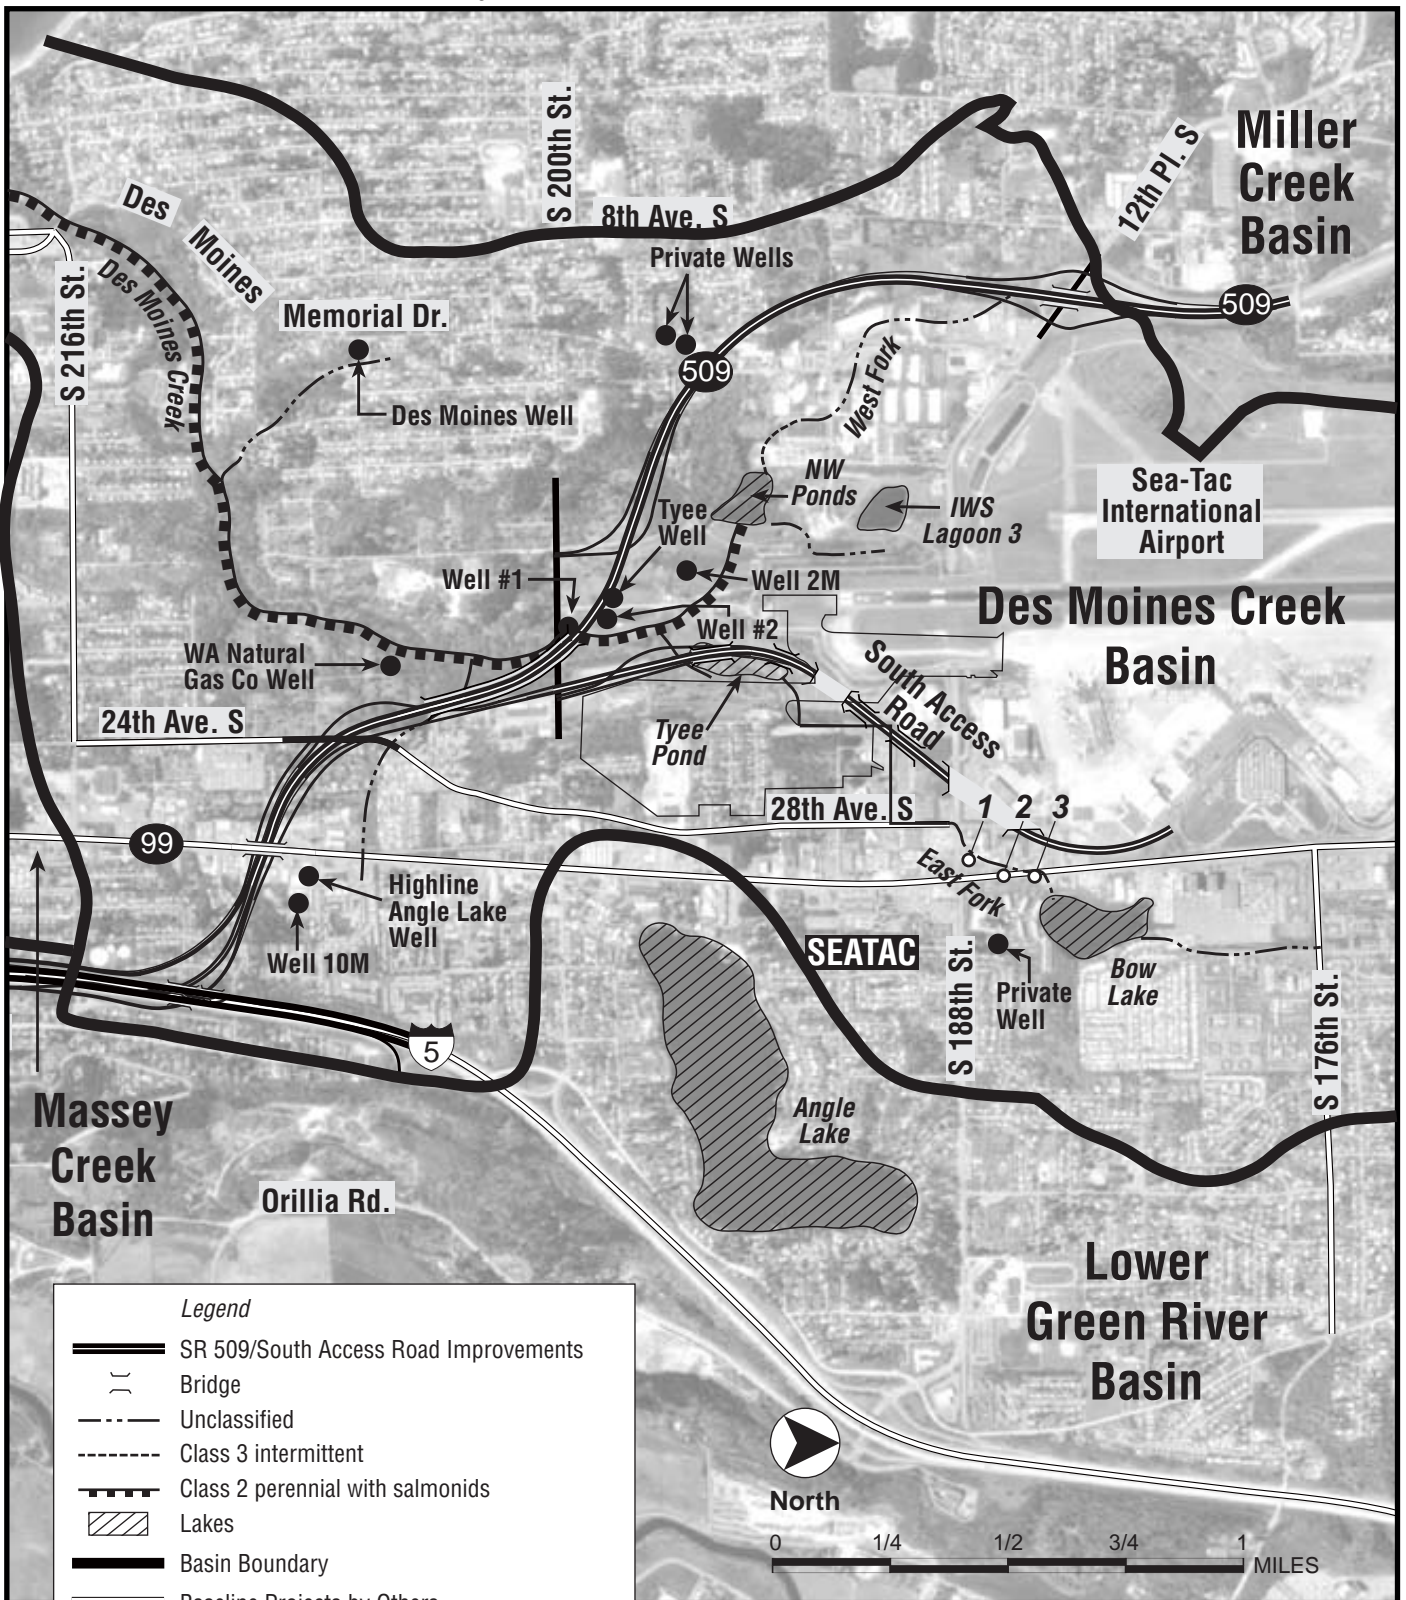 S 200th St.
12th Pl. S
Miller
Creek
Basin
Des
Moines
8th Ave. S
Private Wells
S 216th St.
Des Moines Creek
Memorial Dr.
509
509
West Fork
Des Moines Well
NW
Ponds
IWS
Lagoon 3
Sea-Tac
International
Airport
Tyee
Well
Well #1
Well 2M
Well #2
Des Moines Creek
Basin
WA Natural
Gas Co Well
South Access
Road
24th Ave. S
Tyee
Pond
28th Ave. S
1 2 3
99
East Fork
Highline
Angle Lake
Well
Well 10M
SEATAC
S 188th St.
Private
Well
Bow
Lake
S 176th St.
5
Massey
Creek
Basin
Angle
Lake
Orillia Rd.
Lower
Green River
Basin
Legend
SR 509/South Access Road Improvements
Bridge
Unclassified
Class 3 intermittent
Class 2 perennial with salmonids
Lakes
Basin Boundary
Baseline Projects by Others
North
0 1/4 1/2 3/4 1
MILES